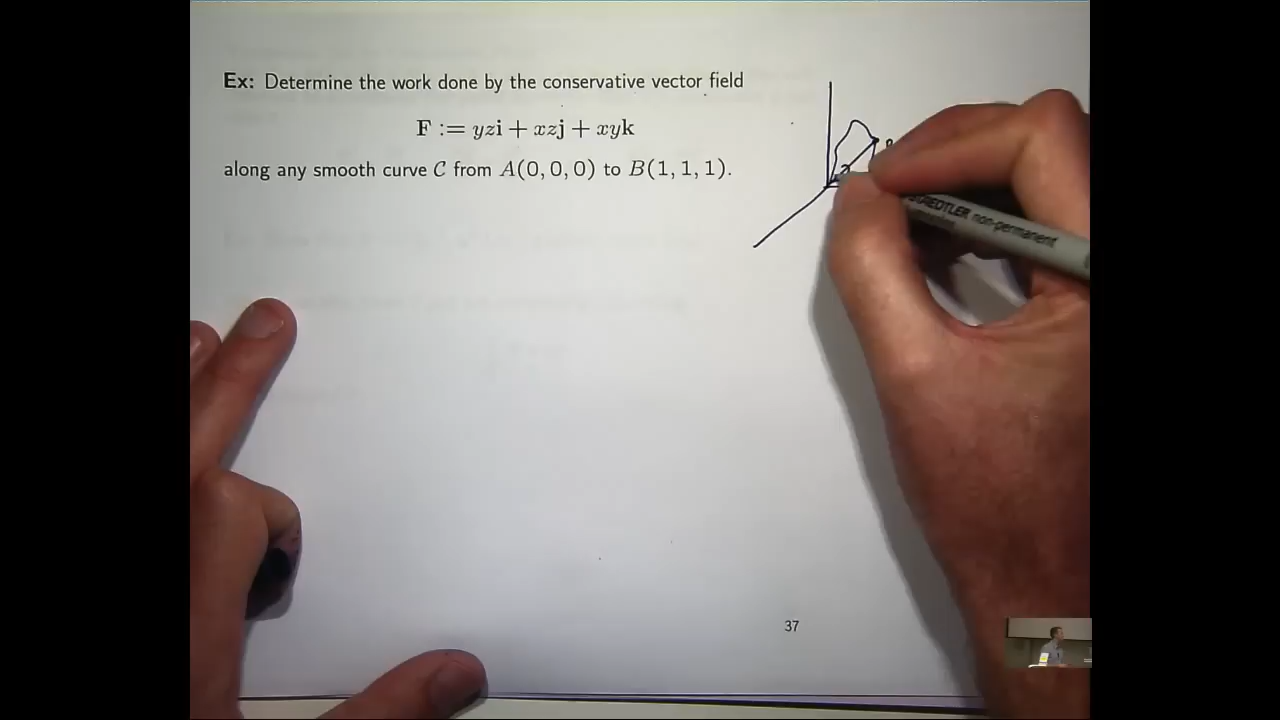 Ex: Determine the work done by the conservative vector field
F := yzi + xzj + xyk
along any smooth curve C from A(0, 0, 0) to B(1, 1, 1).
STAEDTLER non-permanent
37